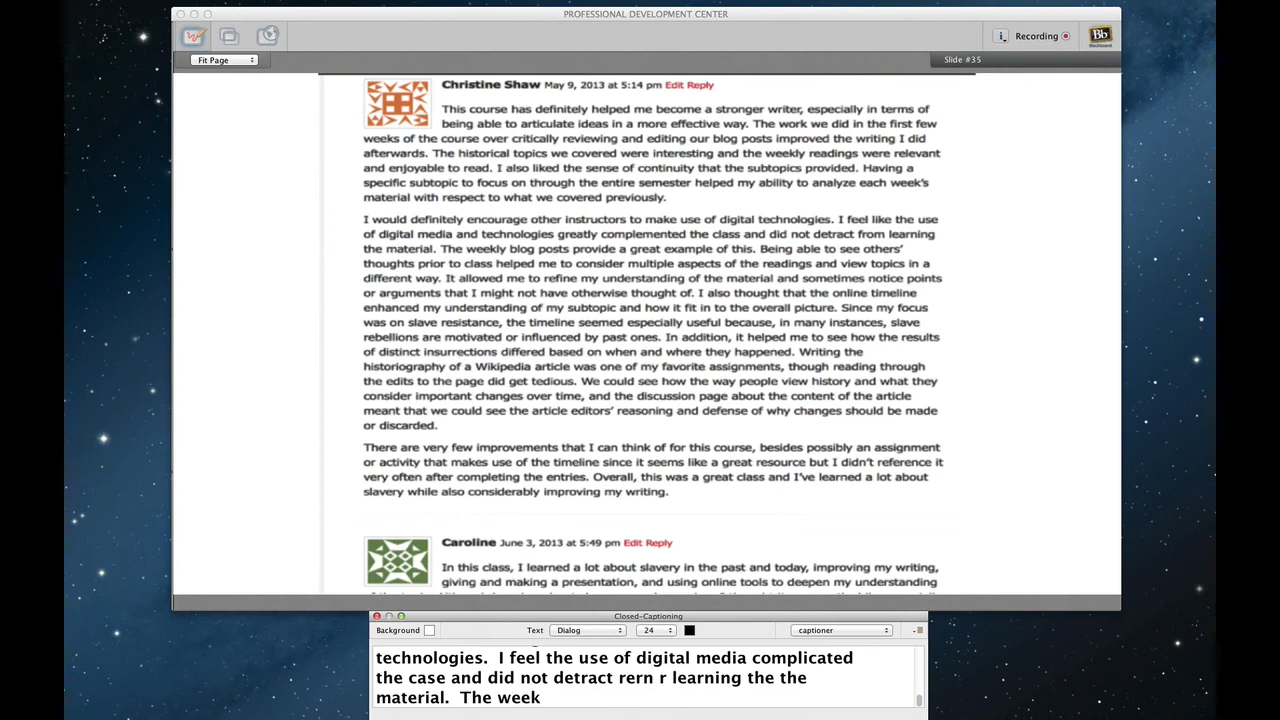 PROFESSIONAL DEVELOPMENT CENTER
Recording
Bb
Blackboard
Fit Page
Slide #35
Christine Shaw May 9, 2013 at 5:14 pm Edit Reply
This course has definitely helped me become a stronger writer, especially in terms of
being able to articulate ideas in a more effective way. The work we did in the first few
weeks of the course over critically reviewing and editing our blog posts improved the writing I did
afterwards. The historical topics we covered were interesting and the weekly readings were relevant
and enjoyable to read. I also liked the sense of continuity that the subtopics provided. Having a
specific subtopic to focus on through the entire semester helped my ability to analyze each week's
material with respect to what we covered previously.
I would definitely encourage other instructors to make use of digital technologies. I feel like the use
of digital media and technologies greatly complemented the class and did not detract from learning
the material. The weekly blog posts provide a great example of this. Being able to see others'
thoughts prior to class helped me to consider multiple aspects of the readings and view topics in a
different way. It allowed me to refine my understanding of the material and sometimes notice points
or arguments that I might not have otherwise thought of. I also thought that the online timeline
enhanced my understanding of my subtopic and how it fit in to the overall picture. Since my focus
was on slave resistance, the timeline seemed especially useful because, in many instances, slave
rebellions are motivated or influenced by past ones. In addition, it helped me to see how the results
of distinct insurrections differed based on when and where they happened. Writing the
historiography of a Wikipedia article was one of my favorite assignments, though reading through
the edits to the page did get tedious. We could see how the way people view history and what they
consider important changes over time, and the discussion page about the content of the article
meant that we could see the article editors' reasoning and defense of why changes should be made
or discarded.
There are very few improvements that I can think of for this course, besides possibly an assignment
or activity that makes use of the timeline since it seems like a great resource but I didn't reference it
very often after completing the entries. Overall, this was a great class and I've learned a lot about
slavery while also considerably improving my writing.
Caroline June 3, 2013 at 5:49 pm Edit Reply
In this class, I learned a lot about slavery in the past and today, improving my writing,
giving and making a presentation, and using online tools to deepen my understanding
Closed-Captioning
Background Text Dialog 24 captioner
technologies. I feel the use of digital media complicated
the case and did not detract rern r learning the the
material. The week